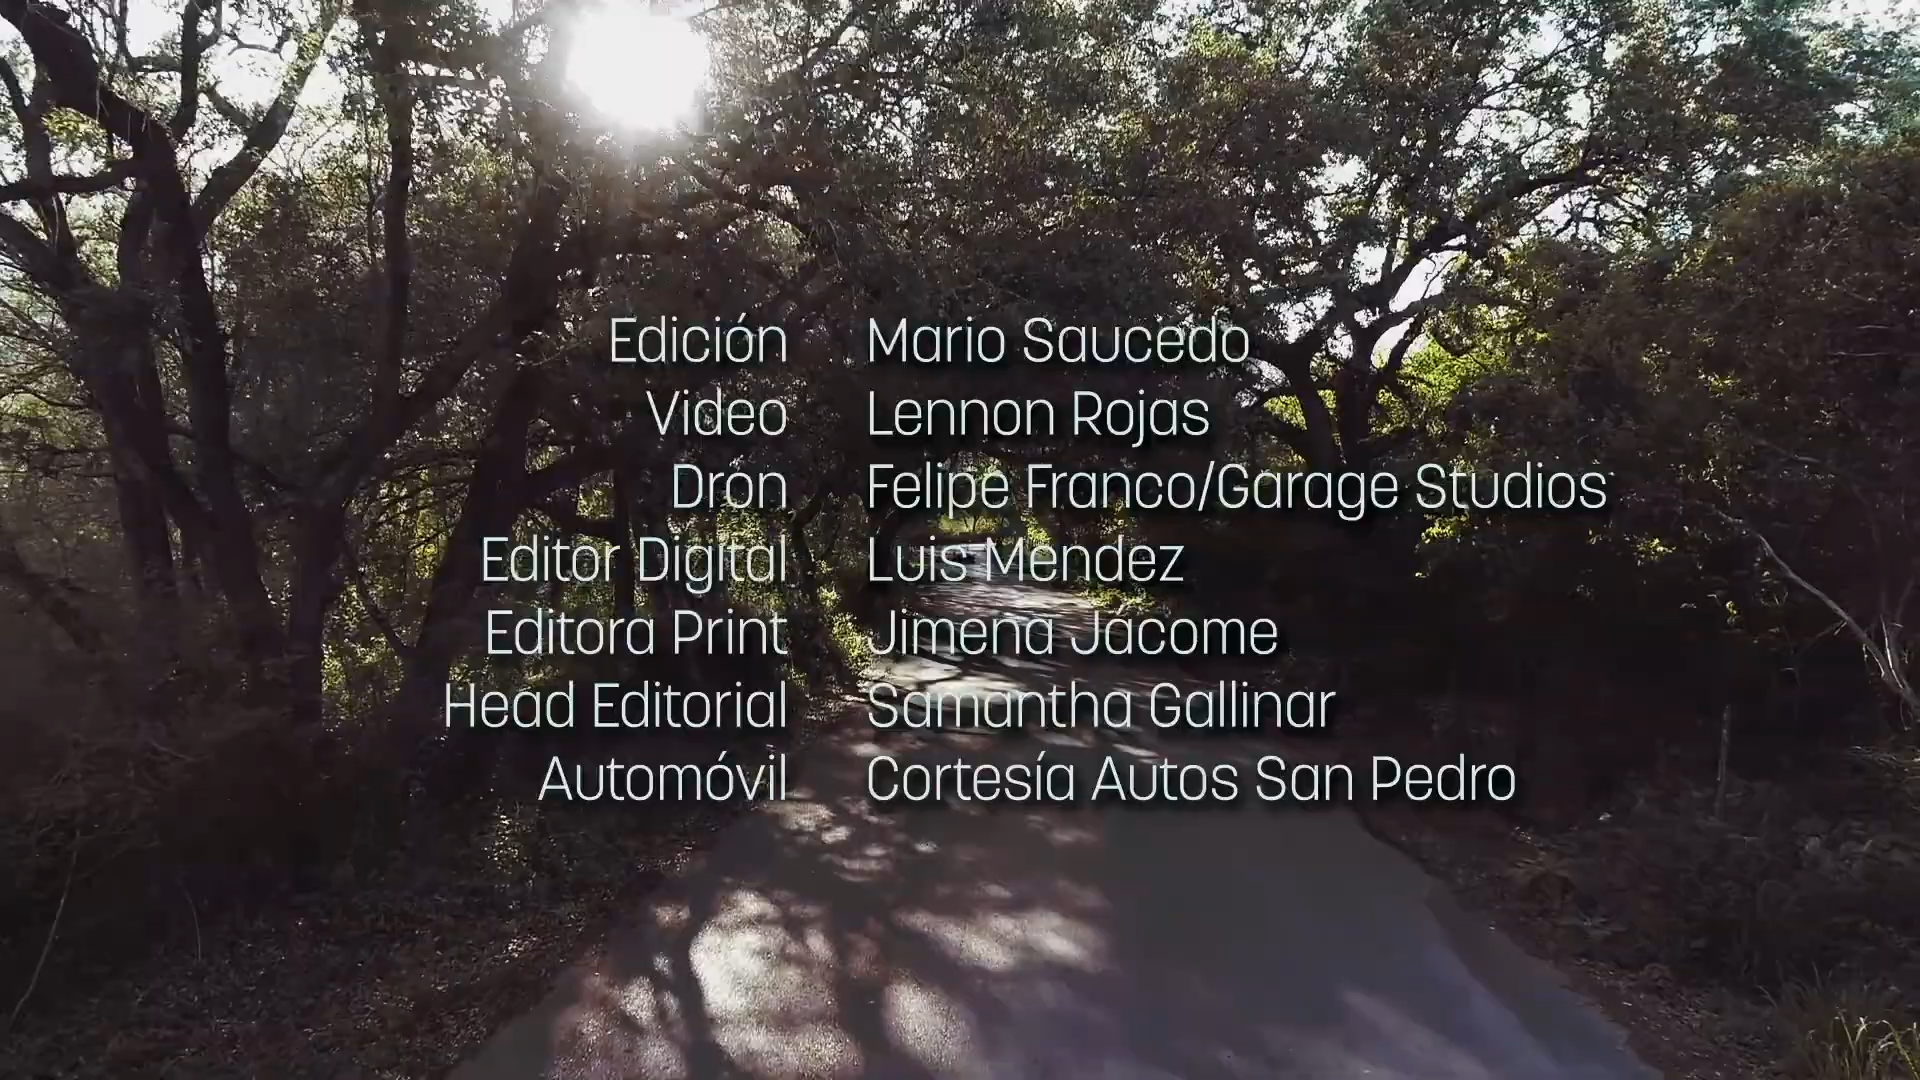 Edición Mario Saucedo
Video Lennon Rojas
Dron Felipe Franco/Garage Studios
Editor Digital Luis Mendez
Editora Print Jimena Jácome
Head Editorial Samantha Gallinar
Automóvil Cortesía Autos San Pedro